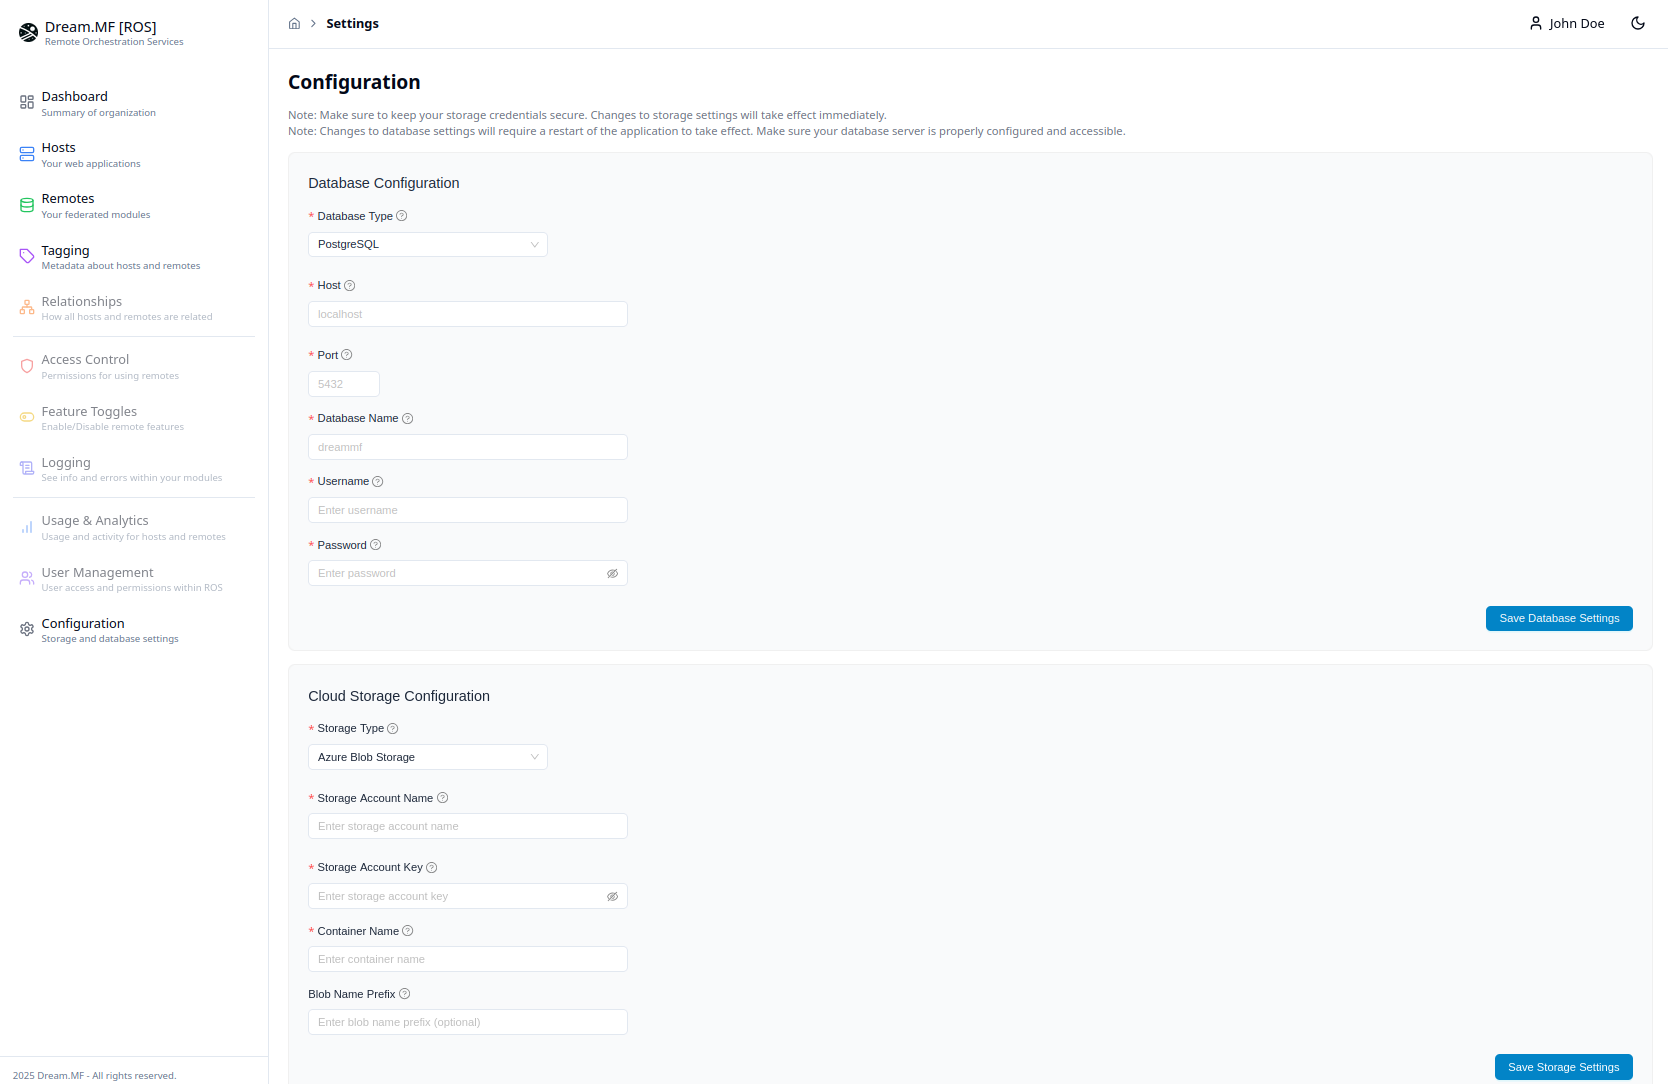 Dream.MF [ROS]
Remote Orchestration Services
Dashboard
Summary of organization
Hosts
Your web applications
Remotes
Your federated modules
Tagging
Metadata about hosts and remotes
Relationships
How all hosts and remotes are related
Access Control
Permissions for using remotes
Feature Toggles
Enable/Disable remote features
Logging
See info and errors within your modules
Usage & Analytics
Usage and activity for hosts and remotes
User Management
User access and permissions within ROS
Configuration
Storage and database settings
2025 Dream.MF - All rights reserved.
Settings
John Doe
Configuration
Note: Make sure to keep your storage credentials secure. Changes to storage settings will take effect immediately.
Note: Changes to database settings will require a restart of the application to take effect. Make sure your database server is properly configured and accessible.
Database Configuration
* Database Type
PostgreSQL
* Host
localhost
* Port
5432
* Database Name
dreammf
* Username
Enter username
* Password
Enter password
Save Database Settings
Cloud Storage Configuration
* Storage Type
Azure Blob Storage
* Storage Account Name
Enter storage account name
* Storage Account Key
Enter storage account key
* Container Name
Enter container name
Blob Name Prefix
Enter blob name prefix (optional)
Save Storage Settings